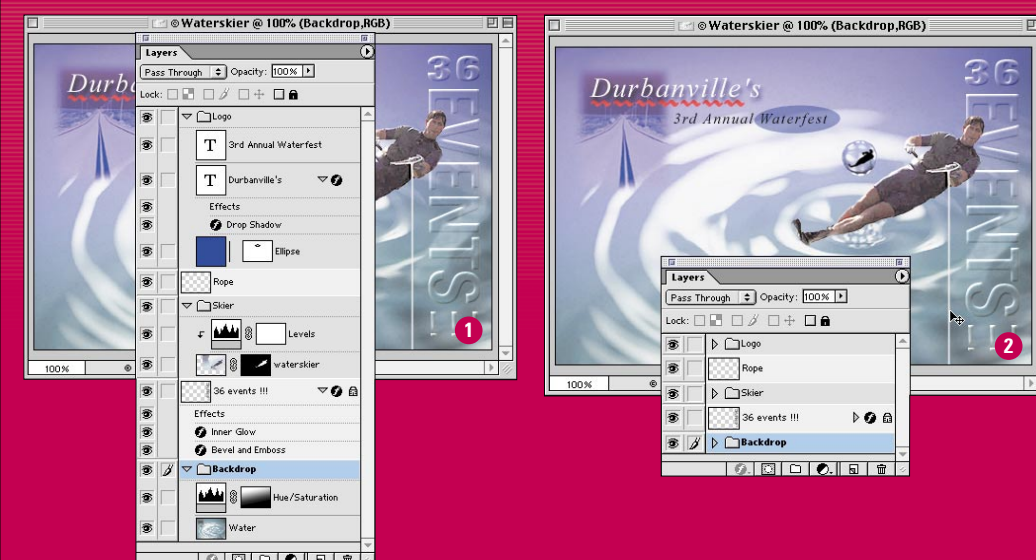 © Waterskier @ 100% (Backdrop,RGB)
Layers
Pass Through
Opacity: 100%
Lock:
Logo
T 3rd Annual Waterfest
T Durbanville's
Effects
Drop Shadow
Ellipse
Rope
Skier
Levels
waterskier
36 events !!!
Effects
Inner Glow
Bevel and Emboss
Backdrop
Hue/Saturation
Water
Durb
36
EVENTS
!!!
1
100%
© Waterskier @ 100% (Backdrop,RGB)
Durbanville's
3rd Annual Waterfest
36
EVENTS
!!!
Layers
Pass Through
Opacity: 100%
Lock:
Logo
Rope
Skier
36 events !!!
Backdrop
2
100%